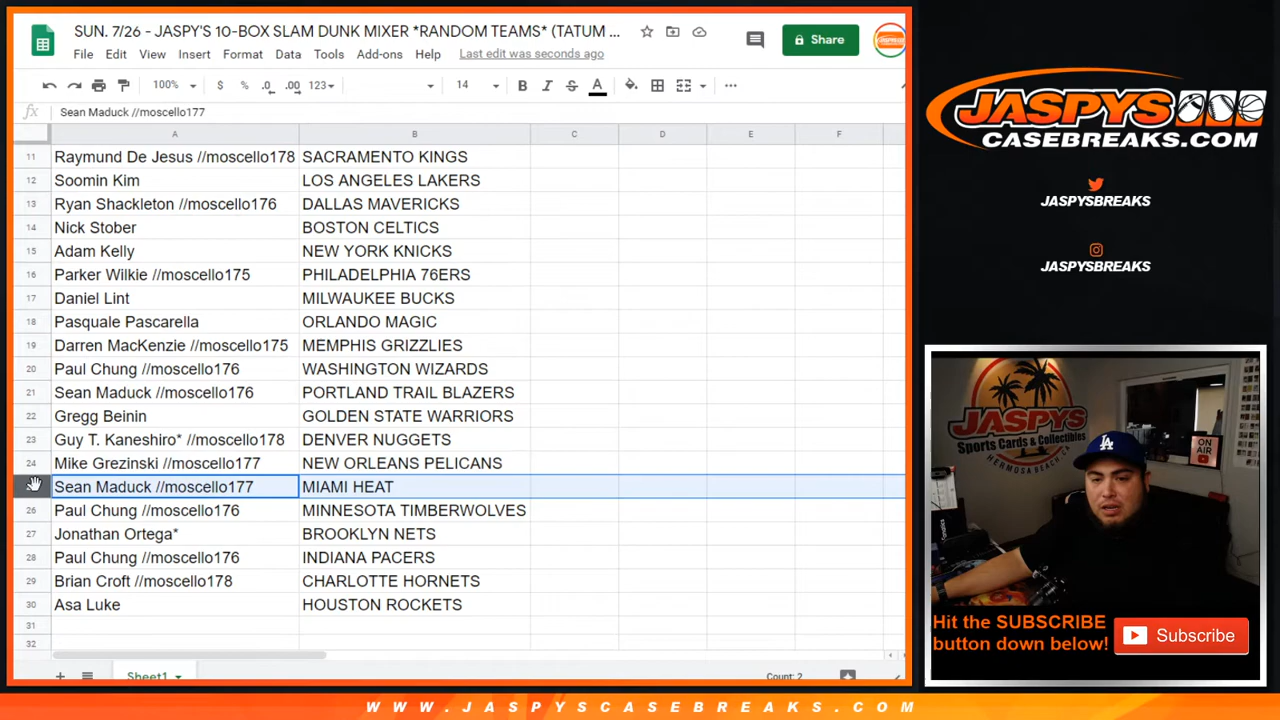 SUN. 7/26 - JASPY'S 10-BOX SLAM DUNK MIXER *RANDOM TEAMS* (TATUM ...
File Edit View Insert Format Data Tools Add-ons Help Last edit was seconds ago
Share
100% $ % .0 .00 123 14 B I S A ...
fx Sean Maduck //moscello177
A B C D E F
11 Raymund De Jesus //moscello178 SACRAMENTO KINGS
12 Soomin Kim LOS ANGELES LAKERS
13 Ryan Shackleton //moscello176 DALLAS MAVERICKS
14 Nick Stober BOSTON CELTICS
15 Adam Kelly NEW YORK KNICKS
16 Parker Wilkie //moscello175 PHILADELPHIA 76ERS
17 Daniel Lint MILWAUKEE BUCKS
18 Pasquale Pascarella ORLANDO MAGIC
19 Darren MacKenzie //moscello175 MEMPHIS GRIZZLIES
20 Paul Chung //moscello176 WASHINGTON WIZARDS
21 Sean Maduck //moscello176 PORTLAND TRAIL BLAZERS
22 Gregg Beinin GOLDEN STATE WARRIORS
23 Guy T. Kaneshiro* //moscello178 DENVER NUGGETS
24 Mike Grezinski //moscello177 NEW ORLEANS PELICANS
Sean Maduck //moscello177 MIAMI HEAT
26 Paul Chung //moscello176 MINNESOTA TIMBERWOLVES
27 Jonathan Ortega* BROOKLYN NETS
28 Paul Chung //moscello176 INDIANA PACERS
29 Brian Croft //moscello178 CHARLOTTE HORNETS
30 Asa Luke HOUSTON ROCKETS
31
32
Sheet1 Count: 2
JASPYS
CASEBREAKS.COM
JASPYSBREAKS
JASPYSBREAKS
JASPYS
Sports Cards & Collectibles
HERMOSA BEACH, CA
ON AIR
LA
Hit the SUBSCRIBE
button down below!
Subscribe
WWW.JASPYSCASEBREAKS.COM